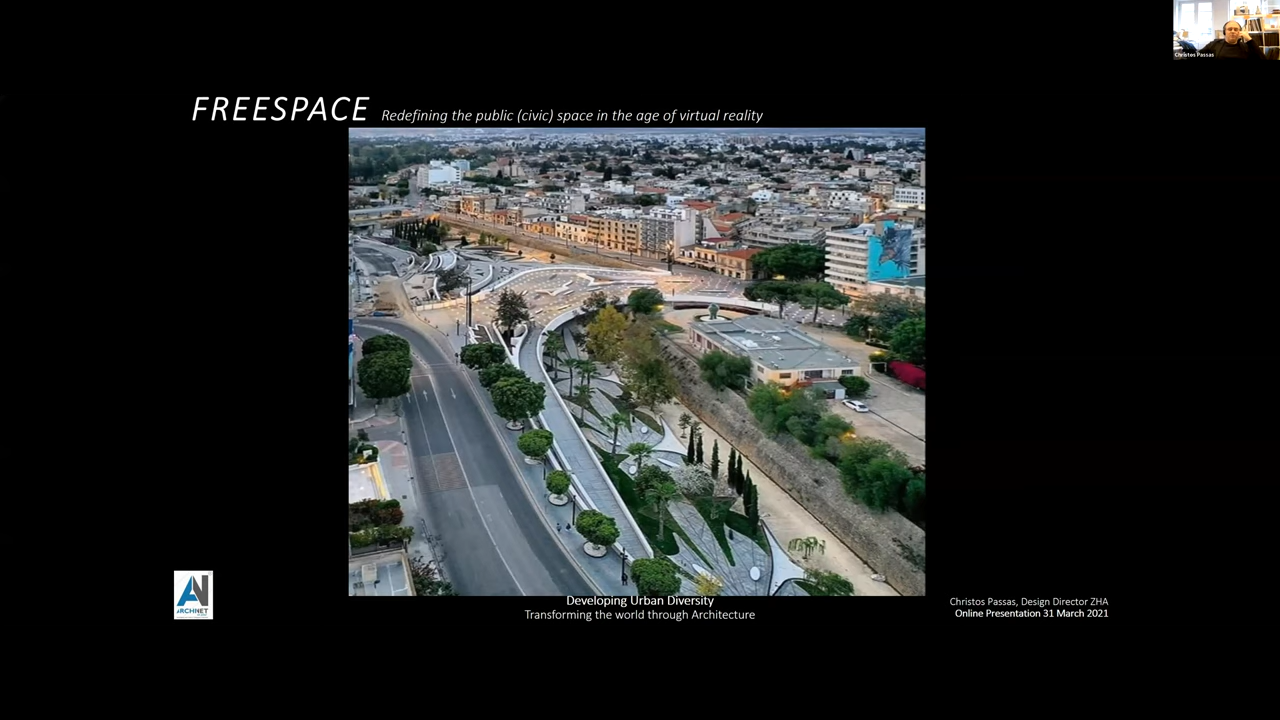 Christos Passas
FREESPACE Redefining the public (civic) space in the age of virtual reality
AN
ARCHNET
Developing Urban Diversity
Transforming the world through Architecture
Christos Passas, Design Director ZHA
Online Presentation 31 March 2021